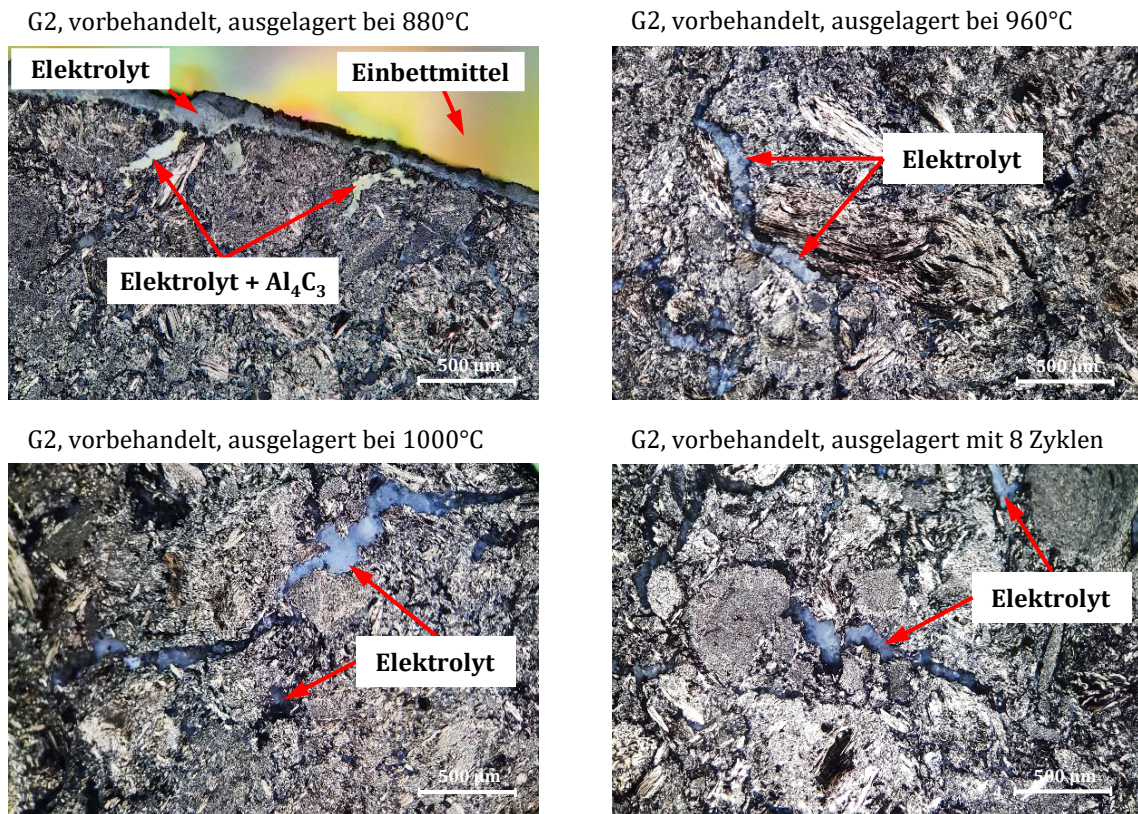 G2, vorbehandelt, ausgelagert bei 880°C
Elektrolyt
Einbettmittel
Elektrolyt + Al₄C₃
500 µm
G2, vorbehandelt, ausgelagert bei 960°C
Elektrolyt
500 µm
G2, vorbehandelt, ausgelagert bei 1000°C
Elektrolyt
500 µm
G2, vorbehandelt, ausgelagert mit 8 Zyklen
Elektrolyt
500 µm